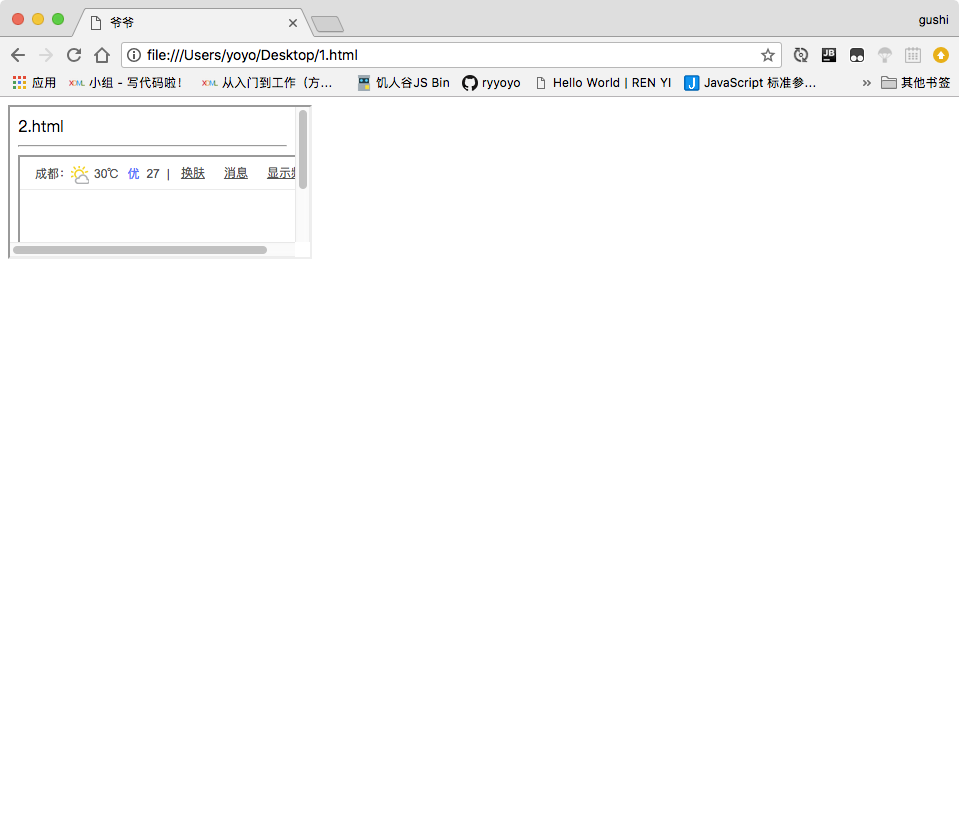 爷爷
gushi
file:///Users/yoyo/Desktop/1.html
应用 XML 小组 - 写代码啦! XML 从入门到工作（方… 饥人谷JS Bin ryyoyo Hello World | REN YI JavaScript 标准参… » 其他书签
2.html
成都: 30℃ 优 27 | 换肤 消息 显示